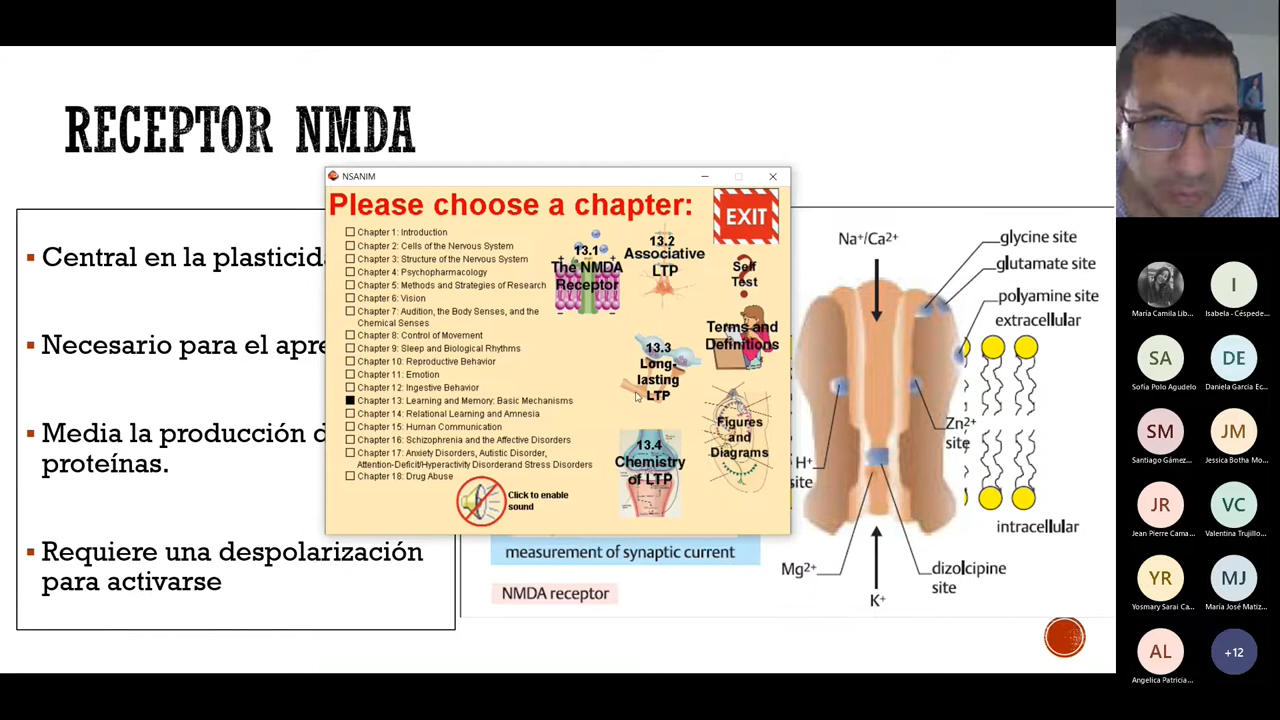 RECEPTOR NMDA
Central en la plasticid
Necesario para el apre
Media la producción d
proteínas.
Requiere una despolarización
para activarse
NSANIM
Please choose a chapter:
EXIT
Chapter 1: Introduction
Chapter 2: Cells of the Nervous System
Chapter 3: Structure of the Nervous System
Chapter 4: Psychopharmacology
Chapter 5: Methods and Strategies of Research
Chapter 6: Vision
Chapter 7: Audition, the Body Senses, and the
Chemical Senses
Chapter 8: Control of Movement
Chapter 9: Sleep and Biological Rhythms
Chapter 10: Reproductive Behavior
Chapter 11: Emotion
Chapter 12: Ingestive Behavior
Chapter 13: Learning and Memory: Basic Mechanisms
Chapter 14: Relational Learning and Amnesia
Chapter 15: Human Communication
Chapter 16: Schizophrenia and the Affective Disorders
Chapter 17: Anxiety Disorders, Autistic Disorder,
Attention-Deficit/Hyperactivity Disorderand Stress Disorders
Chapter 18: Drug Abuse
Click to enable
sound
13.1
The NMDA
Receptor
13.2
Associative
LTP
13.3
Long-
lasting
LTP
13.4
Chemistry
of LTP
Self
Test
?
Terms and
Definitions
Figures
and
Diagrams
measurement of synaptic current
NMDA receptor
Na+/Ca2+
glycine site
glutamate site
polyamine site
extracellular
Zn2+
site
H+
site
intracellular
Mg2+
dizolcipine
site
K+
María Camila Lib...
I
Isabela - Céspede...
SA
Sofía Polo Agudelo
DE
Daniela Garcia Ec...
SM
Santiago Gámez...
JM
Jessica Botha Mo...
JR
Jean Pierre Cama...
VC
Valentina Trujillo...
YR
Yosmary Sarai Ca...
MJ
María José Matiz...
AL
Angelica Patricia...
+12